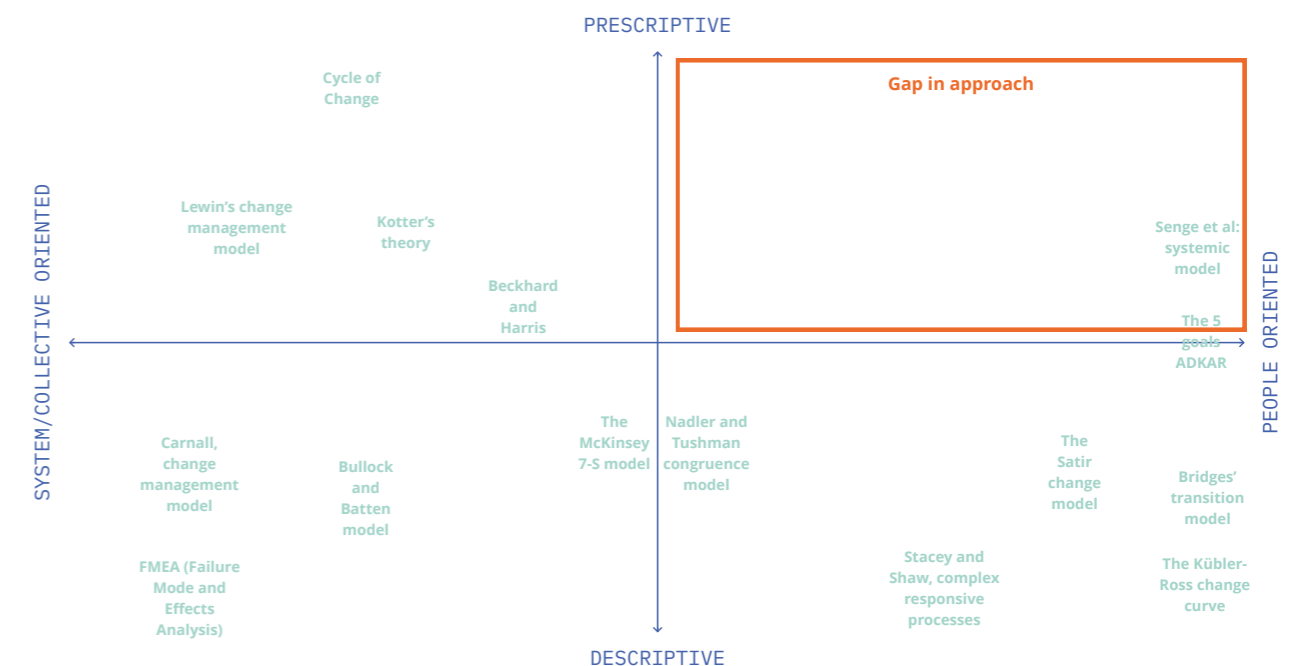 PRESCRIPTIVE
Cycle of
Change
Gap in approach
SYSTEM/COLLECTIVE ORIENTED
Lewin’s change
management
model
Kotter’s
theory
Beckhard
and
Harris
Senge et al:
systemic
model
The 5
goals
ADKAR
PEOPLE ORIENTED
Carnall,
change
management
model
Bullock
and
Batten
model
The
McKinsey
7-S model
Nadler and
Tushman
congruence
model
The
Satir
change
model
Bridges’
transition
model
FMEA (Failure
Mode and
Effects
Analysis)
Stacey and
Shaw, complex
responsive
processes
The Kübler-
Ross change
curve
DESCRIPTIVE